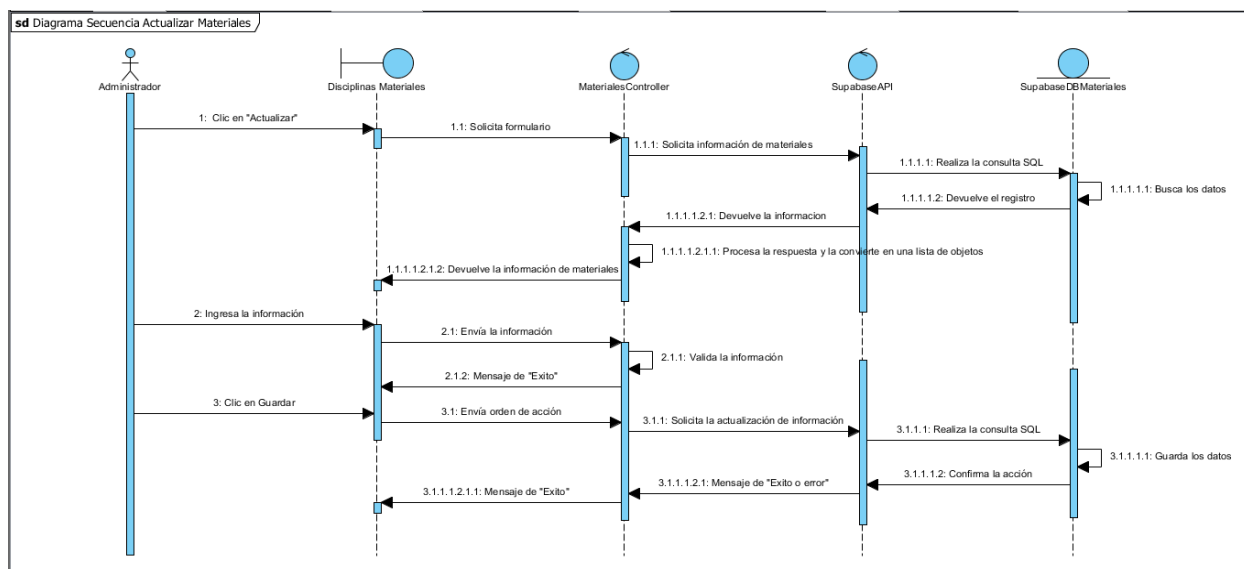 sd Diagrama Secuencia Actualizar Materiales
Administrador
Disciplinas Materiales
MaterialesController
SupabaseAPI
SupabaseDBMateriales
1: Clic en "Actualizar"
1.1: Solicita formulario
1.1.1: Solicita información de materiales
1.1.1.1: Realiza la consulta SQL
1.1.1.1.1: Busca los datos
1.1.1.1.2: Devuelve el registro
1.1.1.1.2.1: Devuelve la informacion
1.1.1.1.2.1.1: Procesa la respuesta y la convierte en una lista de objetos
1.1.1.1.2.1.2: Devuelve la información de materiales
2: Ingresa la información
2.1: Envía la información
2.1.1: Valida la información
2.1.2: Mensaje de "Exito"
3: Clic en Guardar
3.1: Envía orden de acción
3.1.1: Solicita la actualización de información
3.1.1.1: Realiza la consulta SQL
3.1.1.1.1: Guarda los datos
3.1.1.1.2: Confirma la acción
3.1.1.1.2.1: Mensaje de "Exito o error"
3.1.1.1.2.1.1: Mensaje de "Exito"